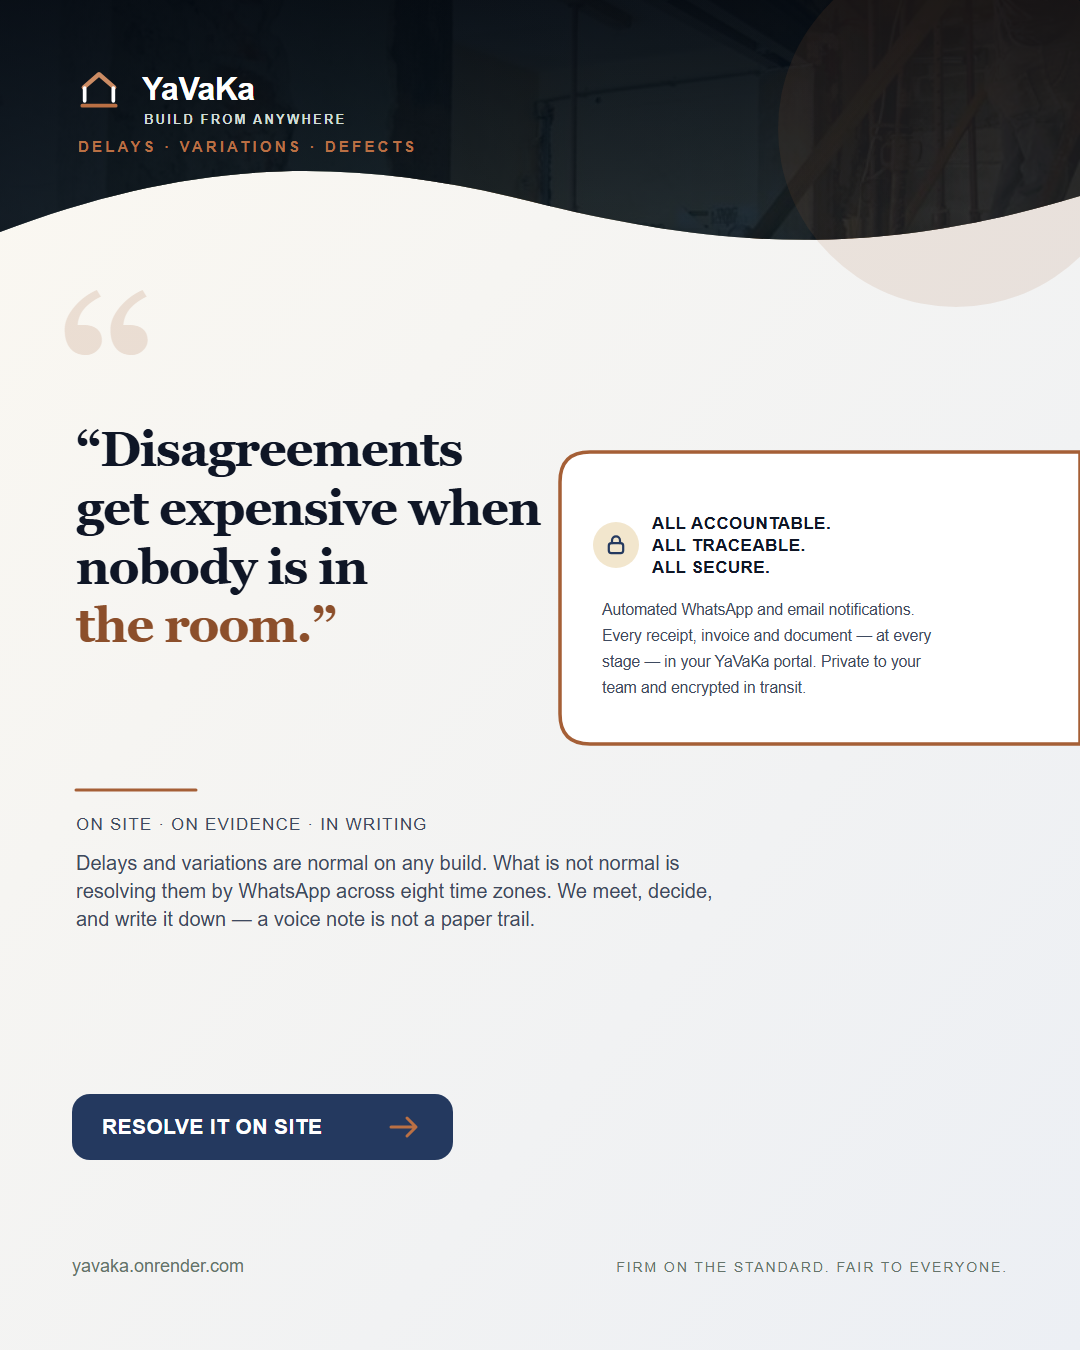 YaVaKa
BUILD FROM ANYWHERE
DELAYS · VARIATIONS · DEFECTS
“
“Disagreements
get expensive when
nobody is in
the room.”
ALL ACCOUNTABLE.
ALL TRACEABLE.
ALL SECURE.
Automated WhatsApp and email notifications.
Every receipt, invoice and document — at every
stage — in your YaVaKa portal. Private to your
team and encrypted in transit.
ON SITE · ON EVIDENCE · IN WRITING
Delays and variations are normal on any build. What is not normal is
resolving them by WhatsApp across eight time zones. We meet, decide,
and write it down — a voice note is not a paper trail.
RESOLVE IT ON SITE
yavaka.onrender.com
FIRM ON THE STANDARD. FAIR TO EVERYONE.